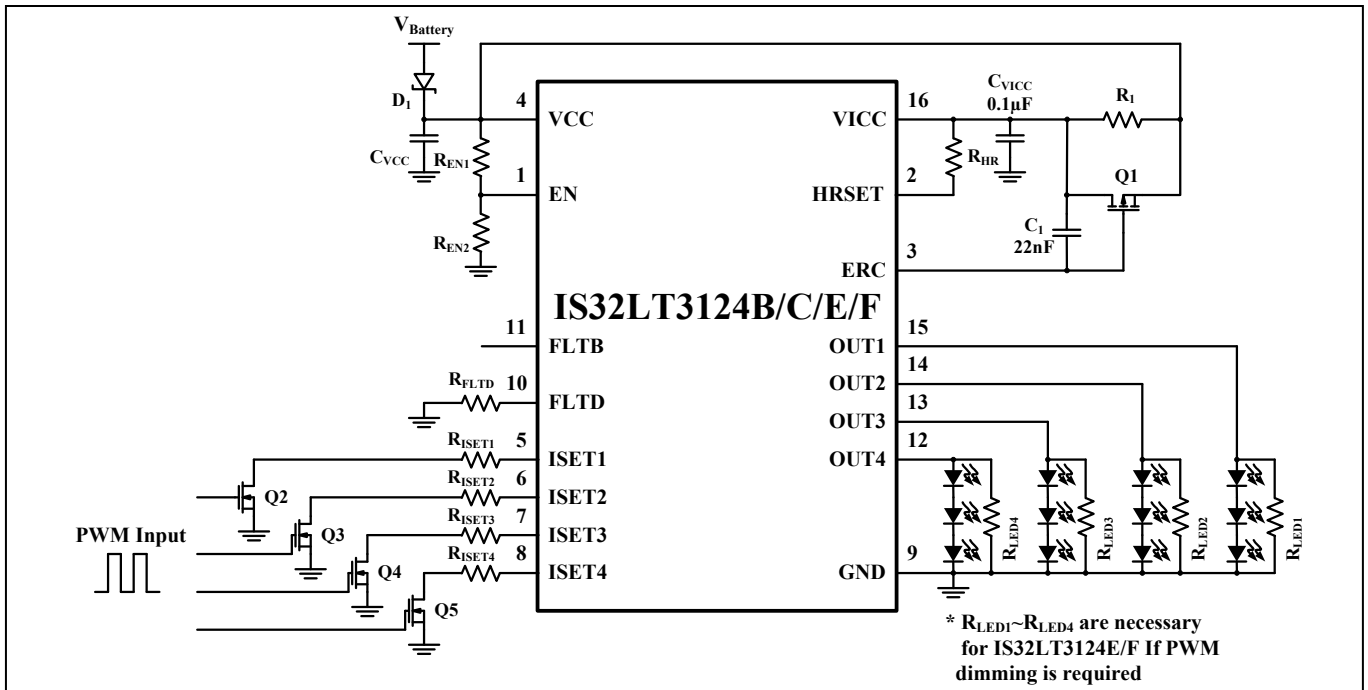 VBattery
D1
CVCC
4
VCC
REN1
1
EN
REN2
IS32LT3124B/C/E/F
11
FLTB
RFLTD
10
FLTD
RISET1
5
ISET1
RISET2
6
ISET2
RISET3
7
ISET3
RISET4
8
ISET4
Q2
Q3
Q4
Q5
PWM Input
16
VICC
CVICC
0.1µF
R1
RHR
2
HRSET
Q1
C1
22nF
3
ERC
15
OUT1
14
OUT2
13
OUT3
12
OUT4
RLED4
RLED3
RLED2
RLED1
9
GND
* RLED1~RLED4 are necessary
for IS32LT3124E/F If PWM
dimming is required